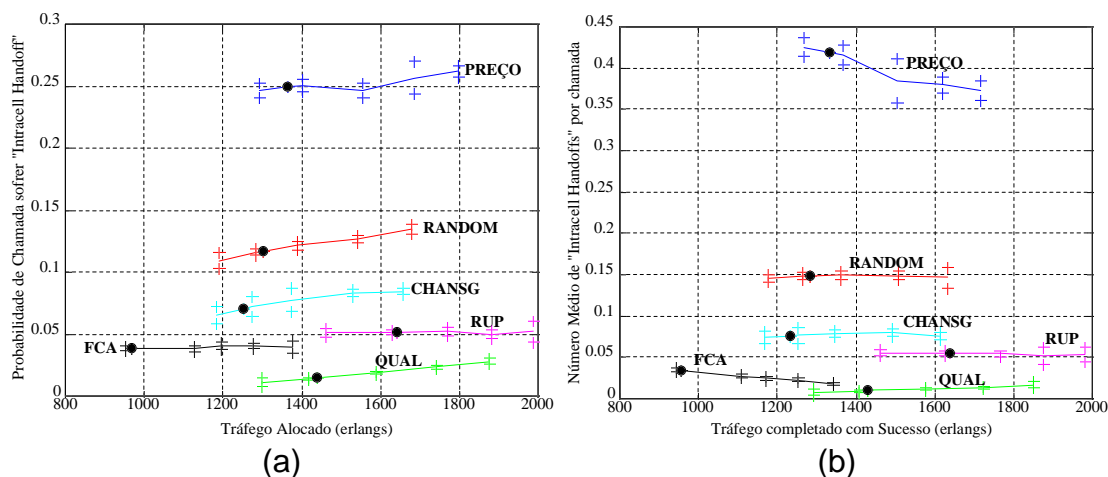 Probabilidade de Chamada sofrer "Intracell Handoff"
0.3
0.25
0.2
0.15
0.1
0.05
0
PREÇO
RANDOM
CHANSG
RUP
FCA
QUAL
800 1000 1200 1400 1600 1800 2000
Tráfego Alocado (erlangs)
(a)
Número Médio de "Intracell Handoffs" por chamada
0.45
0.4
0.35
0.3
0.25
0.2
0.15
0.1
0.05
0
PREÇO
RANDOM
CHANSG
RUP
FCA
QUAL
800 1000 1200 1400 1600 1800 2000
Tráfego completado com Sucesso (erlangs)
(b)